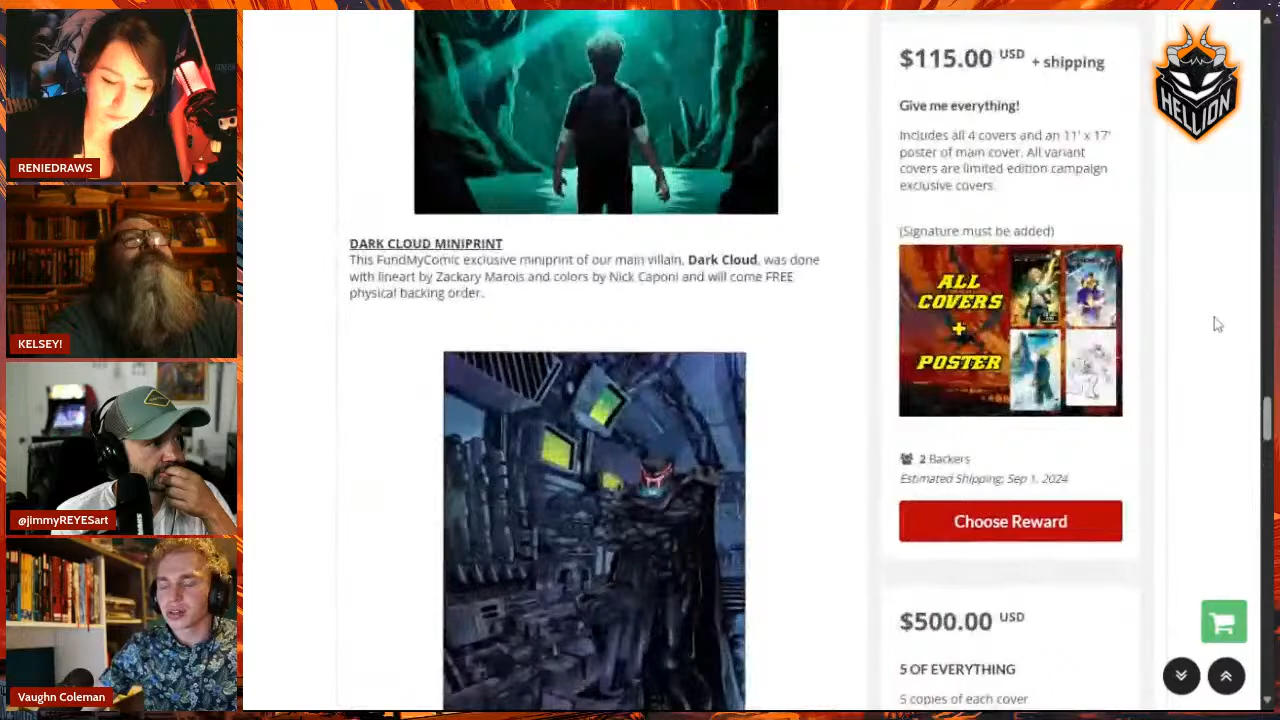 RENIEDRAWS
KELSEY!
@jimmyREYESart
Vaughn Coleman
DARK CLOUD MINIPRINT
This FundMyComic exclusive miniprint of our main villain, Dark Cloud, was done
with lineart by Zackary Marois and colors by Nick Caponi and will come FREE
physical backing order.
$115.00 USD + shipping
Give me everything!
Includes all 4 covers and an 11' x 17'
poster of main cover. All variant
covers are limited edition campaign
exclusive covers.
(Signature must be added)
ALL
COVERS
+
POSTER
2 Backers
Estimated Shipping: Sep 1, 2024
Choose Reward
$500.00 USD
5 OF EVERYTHING
5 copies of each cover
HELLION